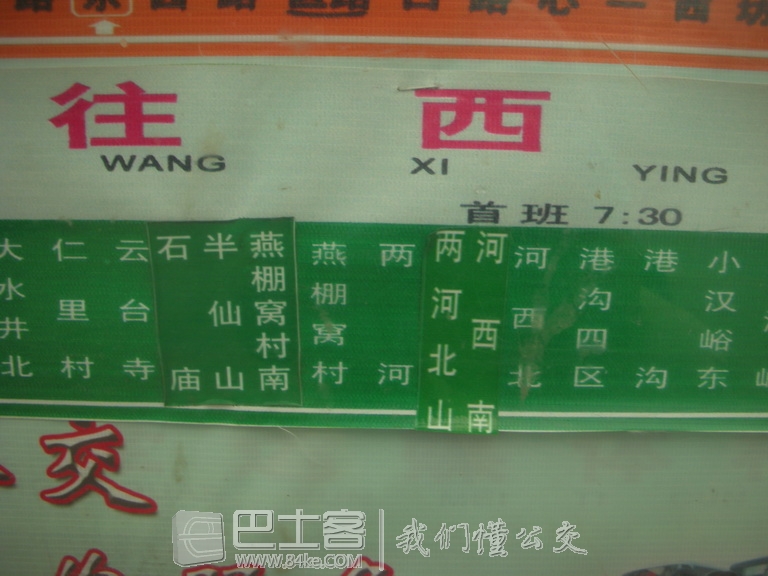 往 西
WANG XI YING
首班 7:30
大水井北
仁里村
云台寺
石庙
半仙山
燕棚窝村南
燕棚窝村
两河
两河北山
河西南
河西北
港沟四区
港沟
小汉峪东
交
巴士客 我们懂公交
www.84ke.com